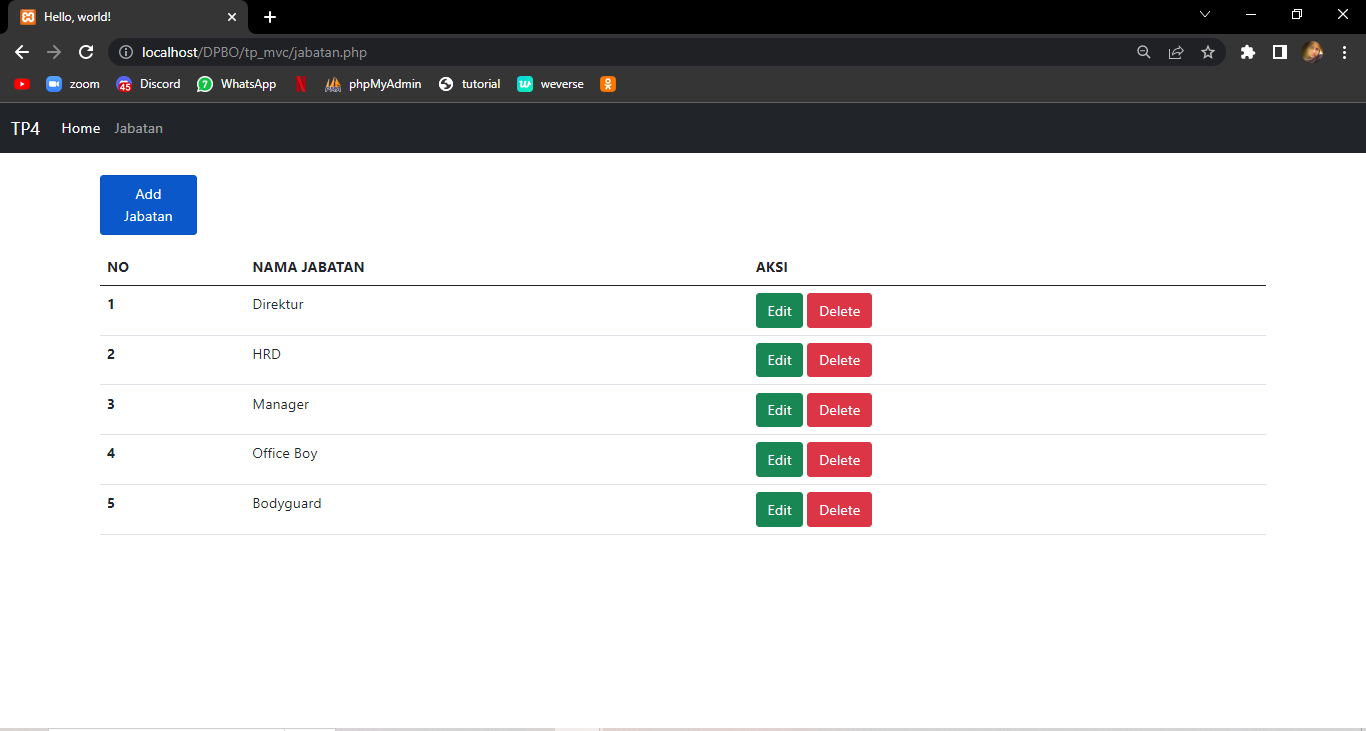 Hello, world!
localhost/DPBO/tp_mvc/jabatan.php
zoom 45 Discord 7 WhatsApp N phpMyAdmin tutorial w weverse
TP4 Home Jabatan
Add
Jabatan
NO NAMA JABATAN AKSI
1 Direktur Edit Delete
2 HRD Edit Delete
3 Manager Edit Delete
4 Office Boy Edit Delete
5 Bodyguard Edit Delete